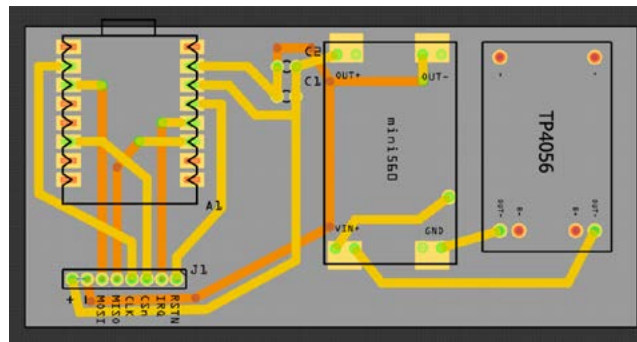 C2
OUT+
OUT-
C1
mini560
TP4056
A1
VIN+
GND
OUT-
B-
B+
OUT-
J1
+
-
MOSI
MISO
CLK
CSn
IRQ
RSTN